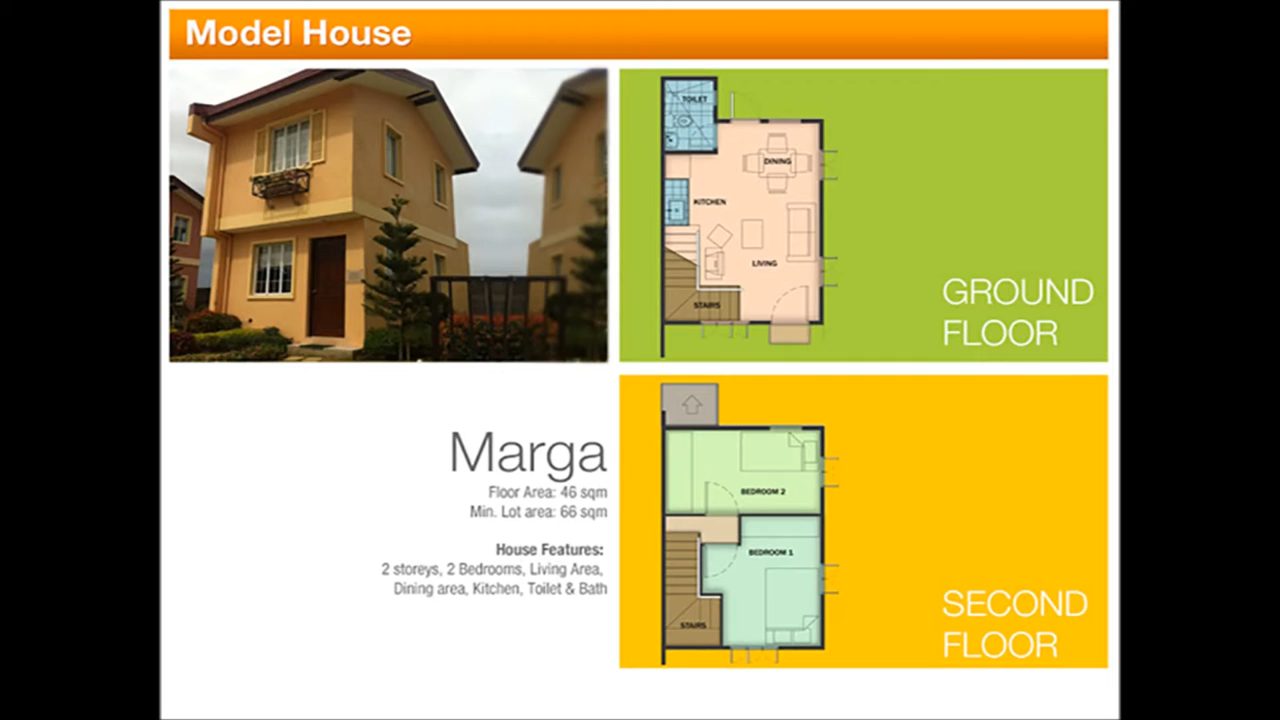 Model House
TOILET
DINING
KITCHEN
LIVING
STAIRS
GROUND
FLOOR
Marga
Floor Area: 46 sqm
Min. Lot area: 66 sqm
House Features:
2 storeys, 2 Bedrooms, Living Area,
Dining area, Kitchen, Toilet & Bath
BEDROOM 2
BEDROOM 1
STAIRS
SECOND
FLOOR